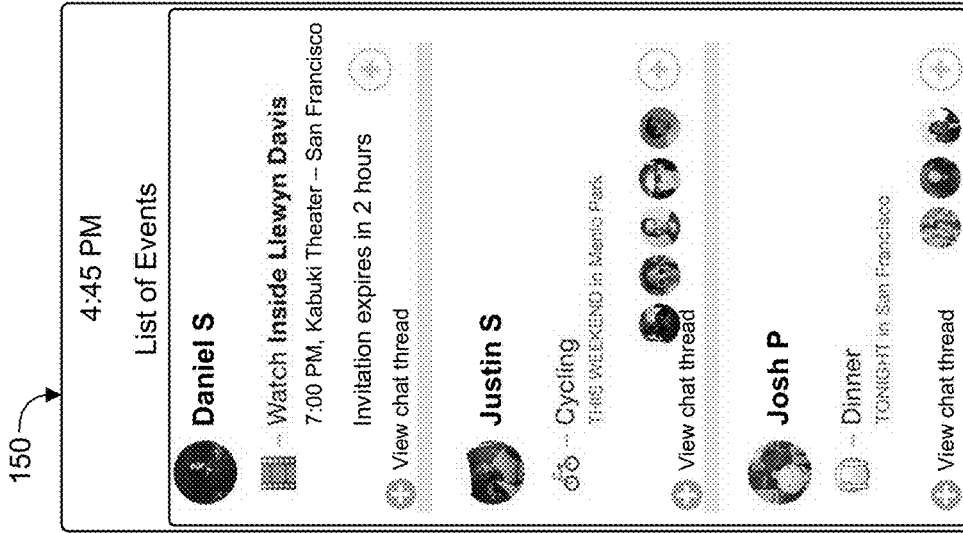 150
4:45 PM
List of Events
Daniel S
– Watch Inside Llewyn Davis
7:00 PM, Kabuki Theater – San Francisco
Invitation expires in 2 hours
View chat thread
Justin S
– Cycling
THIS WEEKEND in Menlo Park
View chat thread
Josh P
– Dinner
TONIGHT in San Francisco
View chat thread